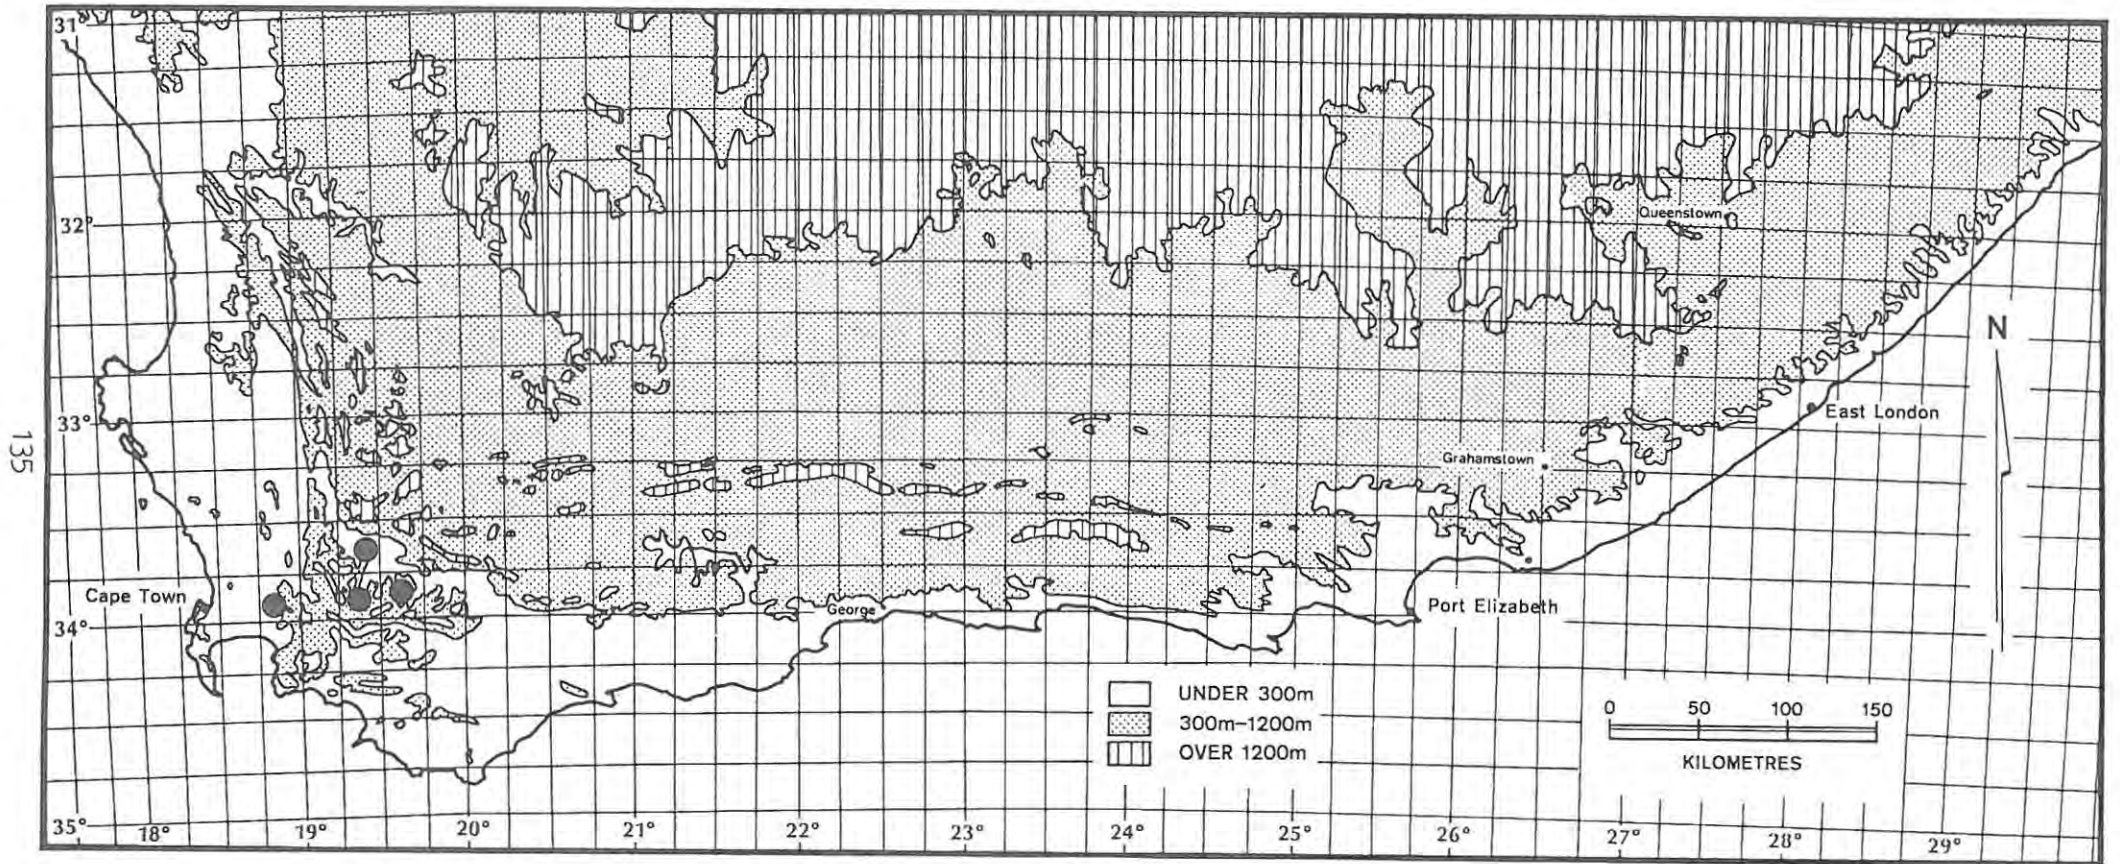 31
32°
33°
135
34°
35°
Queenstown
East London
Grahamstown
N
Cape Town
George
Port Elizabeth
UNDER 300m
300m–1200m
OVER 1200m
0 50 100 150
KILOMETRES
18° 19° 20° 21° 22° 23° 24° 25° 26° 27° 28° 29°